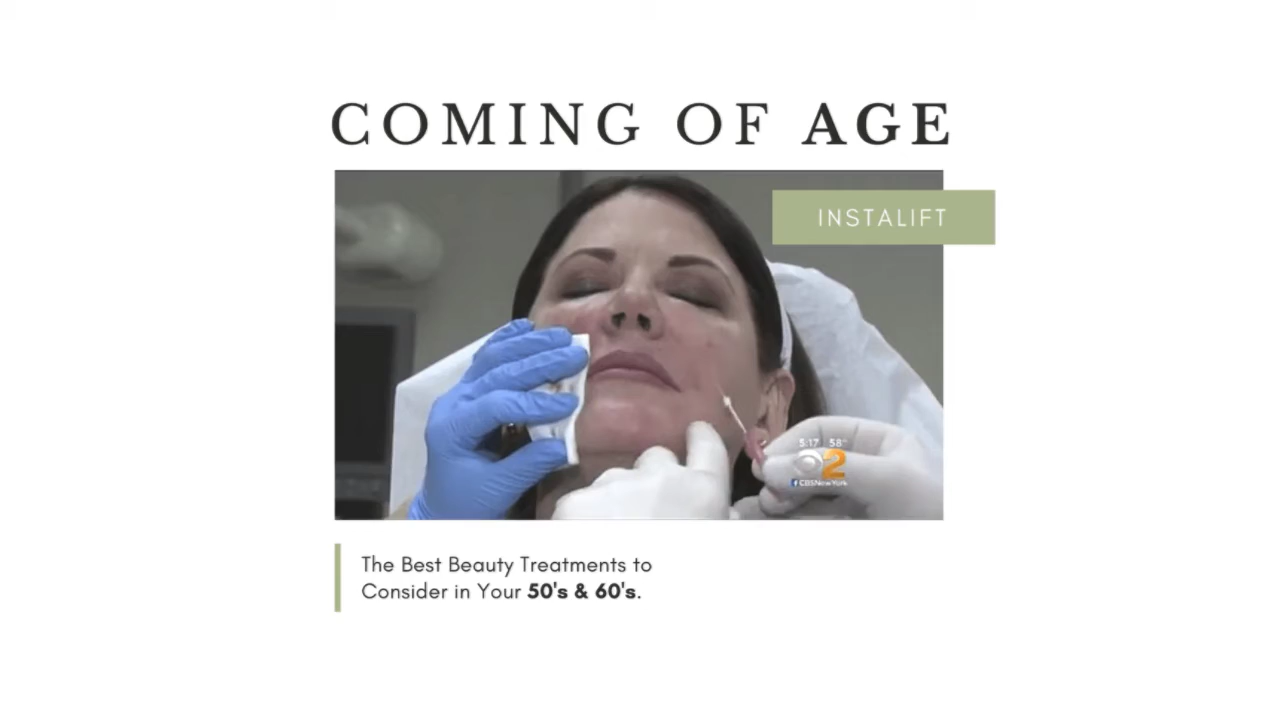 COMING OF AGE
INSTALIFT
5:17 58°
2
CBSNewYork
The Best Beauty Treatments to
Consider in Your 50's & 60's.